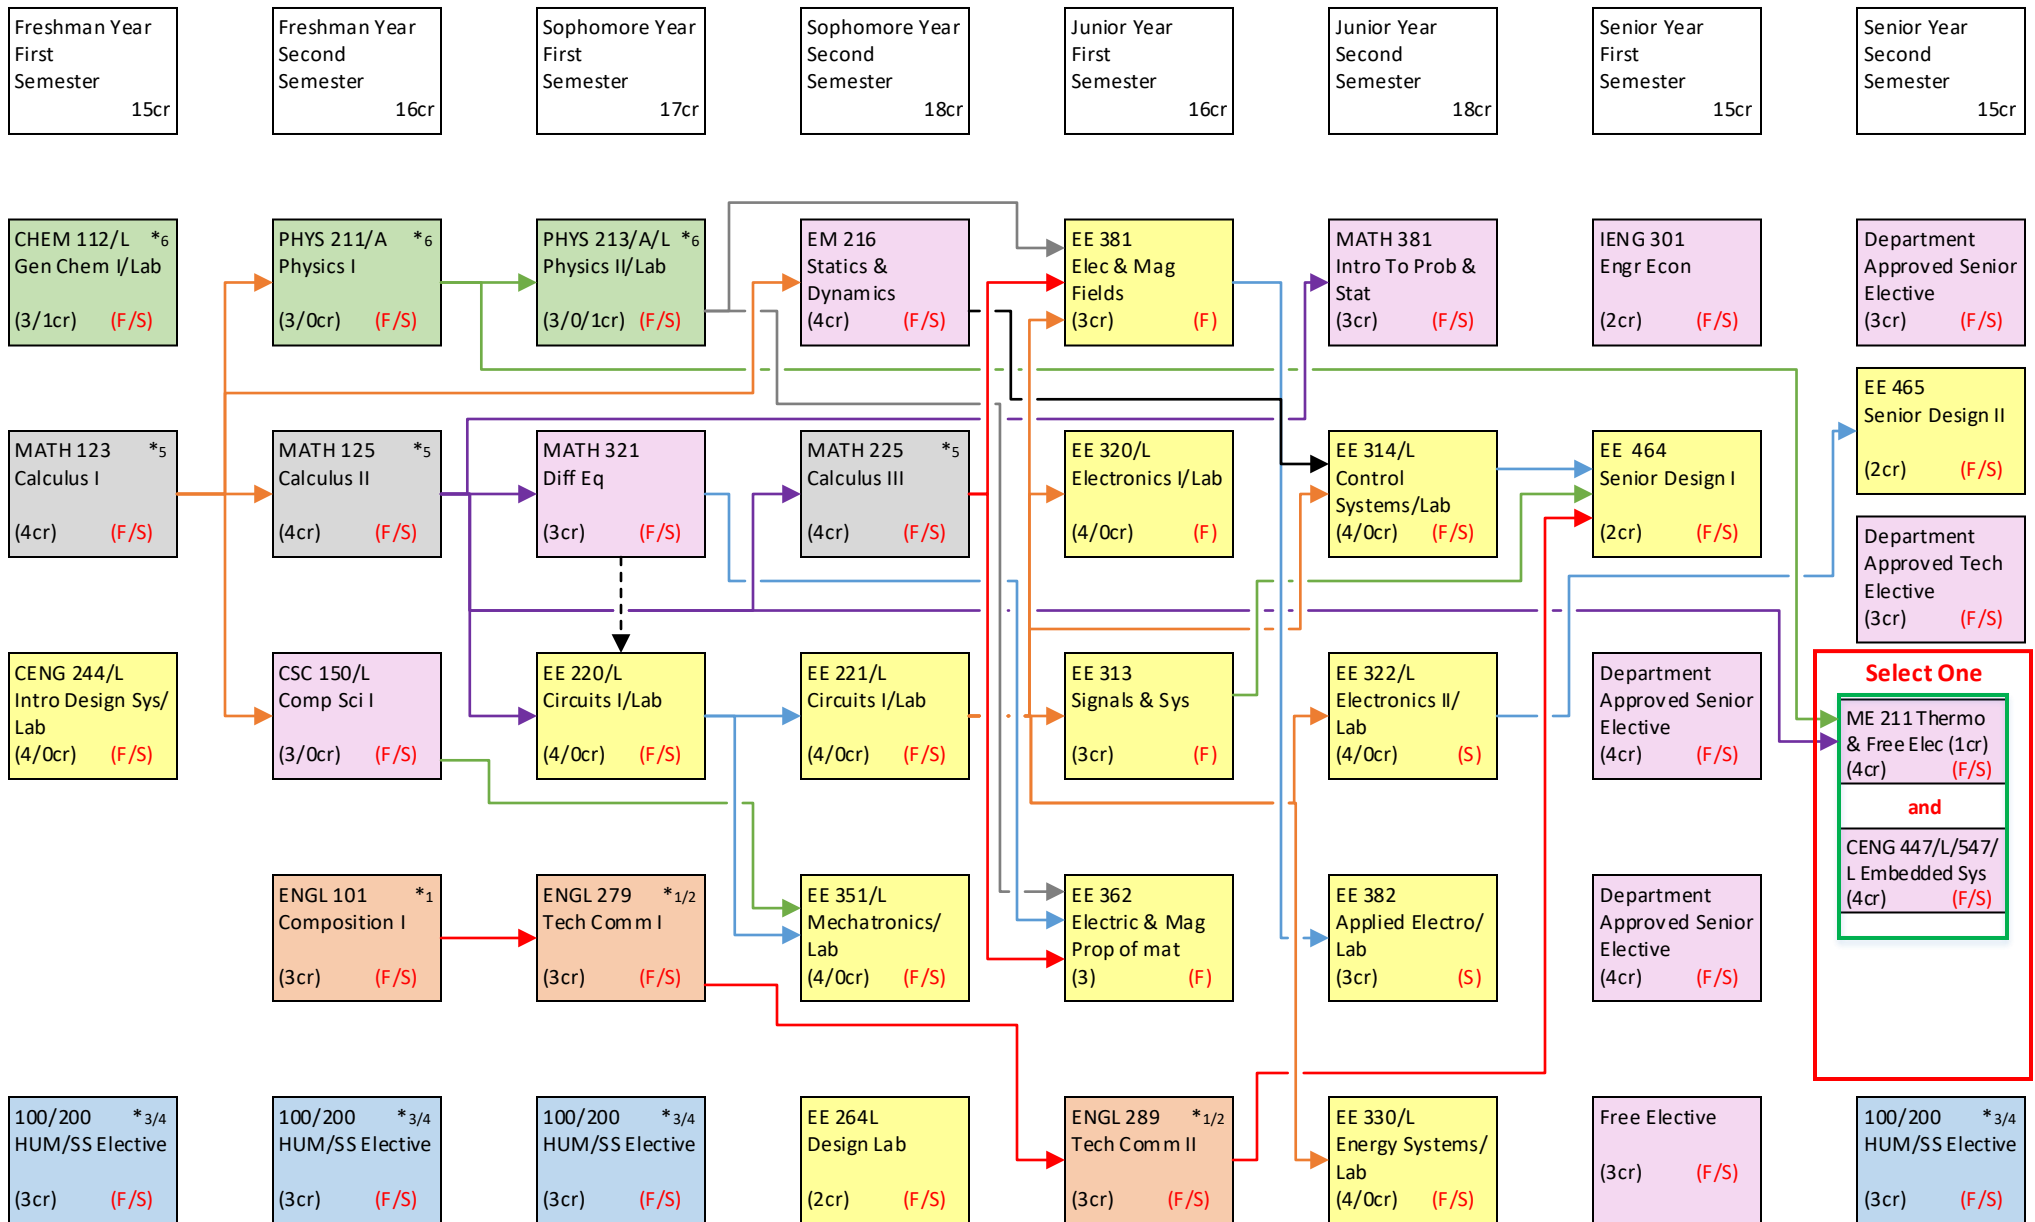 Freshman Year
First
Semester
15cr
Freshman Year
Second
Semester
16cr
Sophomore Year
First
Semester
17cr
Sophomore Year
Second
Semester
18cr
Junior Year
First
Semester
16cr
Junior Year
Second
Semester
18cr
Senior Year
First
Semester
15cr
Senior Year
Second
Semester
15cr
CHEM 112/L *6
Gen Chem I/Lab
(3/1cr) (F/S)
PHYS 211/A *6
Physics I
(3/0cr) (F/S)
PHYS 213/A/L *6
Physics II/Lab
(3/0/1cr) (F/S)
EM 216
Statics &
Dynamics
(4cr) (F/S)
EE 381
Elec & Mag
Fields
(3cr) (F)
MATH 381
Intro To Prob &
Stat
(3cr) (F/S)
IENG 301
Engr Econ
(2cr) (F/S)
Department
Approved Senior
Elective
(3cr) (F/S)
EE 465
Senior Design II
(2cr) (F/S)
MATH 123 *5
Calculus I
(4cr) (F/S)
MATH 125 *5
Calculus II
(4cr) (F/S)
MATH 321
Diff Eq
(3cr) (F/S)
MATH 225 *5
Calculus III
(4cr) (F/S)
EE 320/L
Electronics I/Lab
(4/0cr) (F)
EE 314/L
Control
Systems/Lab
(4/0cr) (F/S)
EE 464
Senior Design I
(2cr) (F/S)
Department
Approved Tech
Elective
(3cr) (F/S)
CENG 244/L
Intro Design Sys/
Lab
(4/0cr) (F/S)
CSC 150/L
Comp Sci I
(3/0cr) (F/S)
EE 220/L
Circuits I/Lab
(4/0cr) (F/S)
EE 221/L
Circuits I/Lab
(4/0cr) (F/S)
EE 313
Signals & Sys
(3cr) (F)
EE 322/L
Electronics II/
Lab
(4/0cr) (S)
Department
Approved Senior
Elective
(4cr) (F/S)
Select One
ME 211 Thermo
& Free Elec (1cr)
(4cr) (F/S)
and
CENG 447/L/547/
L Embedded Sys
(4cr) (F/S)
ENGL 101 *1
Composition I
(3cr) (F/S)
ENGL 279 *1/2
Tech Comm I
(3cr) (F/S)
EE 351/L
Mechatronics/
Lab
(4/0cr) (F/S)
EE 362
Electric & Mag
Prop of mat
(3) (F)
EE 382
Applied Electro/
Lab
(3cr) (S)
Department
Approved Senior
Elective
(4cr) (F/S)
100/200 *3/4
HUM/SS Elective
(3cr) (F/S)
100/200 *3/4
HUM/SS Elective
(3cr) (F/S)
100/200 *3/4
HUM/SS Elective
(3cr) (F/S)
EE 264L
Design Lab
(2cr) (F/S)
ENGL 289 *1/2
Tech Comm II
(3cr) (F/S)
EE 330/L
Energy Systems/
Lab
(4/0cr) (F/S)
Free Elective
(3cr) (F/S)
100/200 *3/4
HUM/SS Elective
(3cr) (F/S)